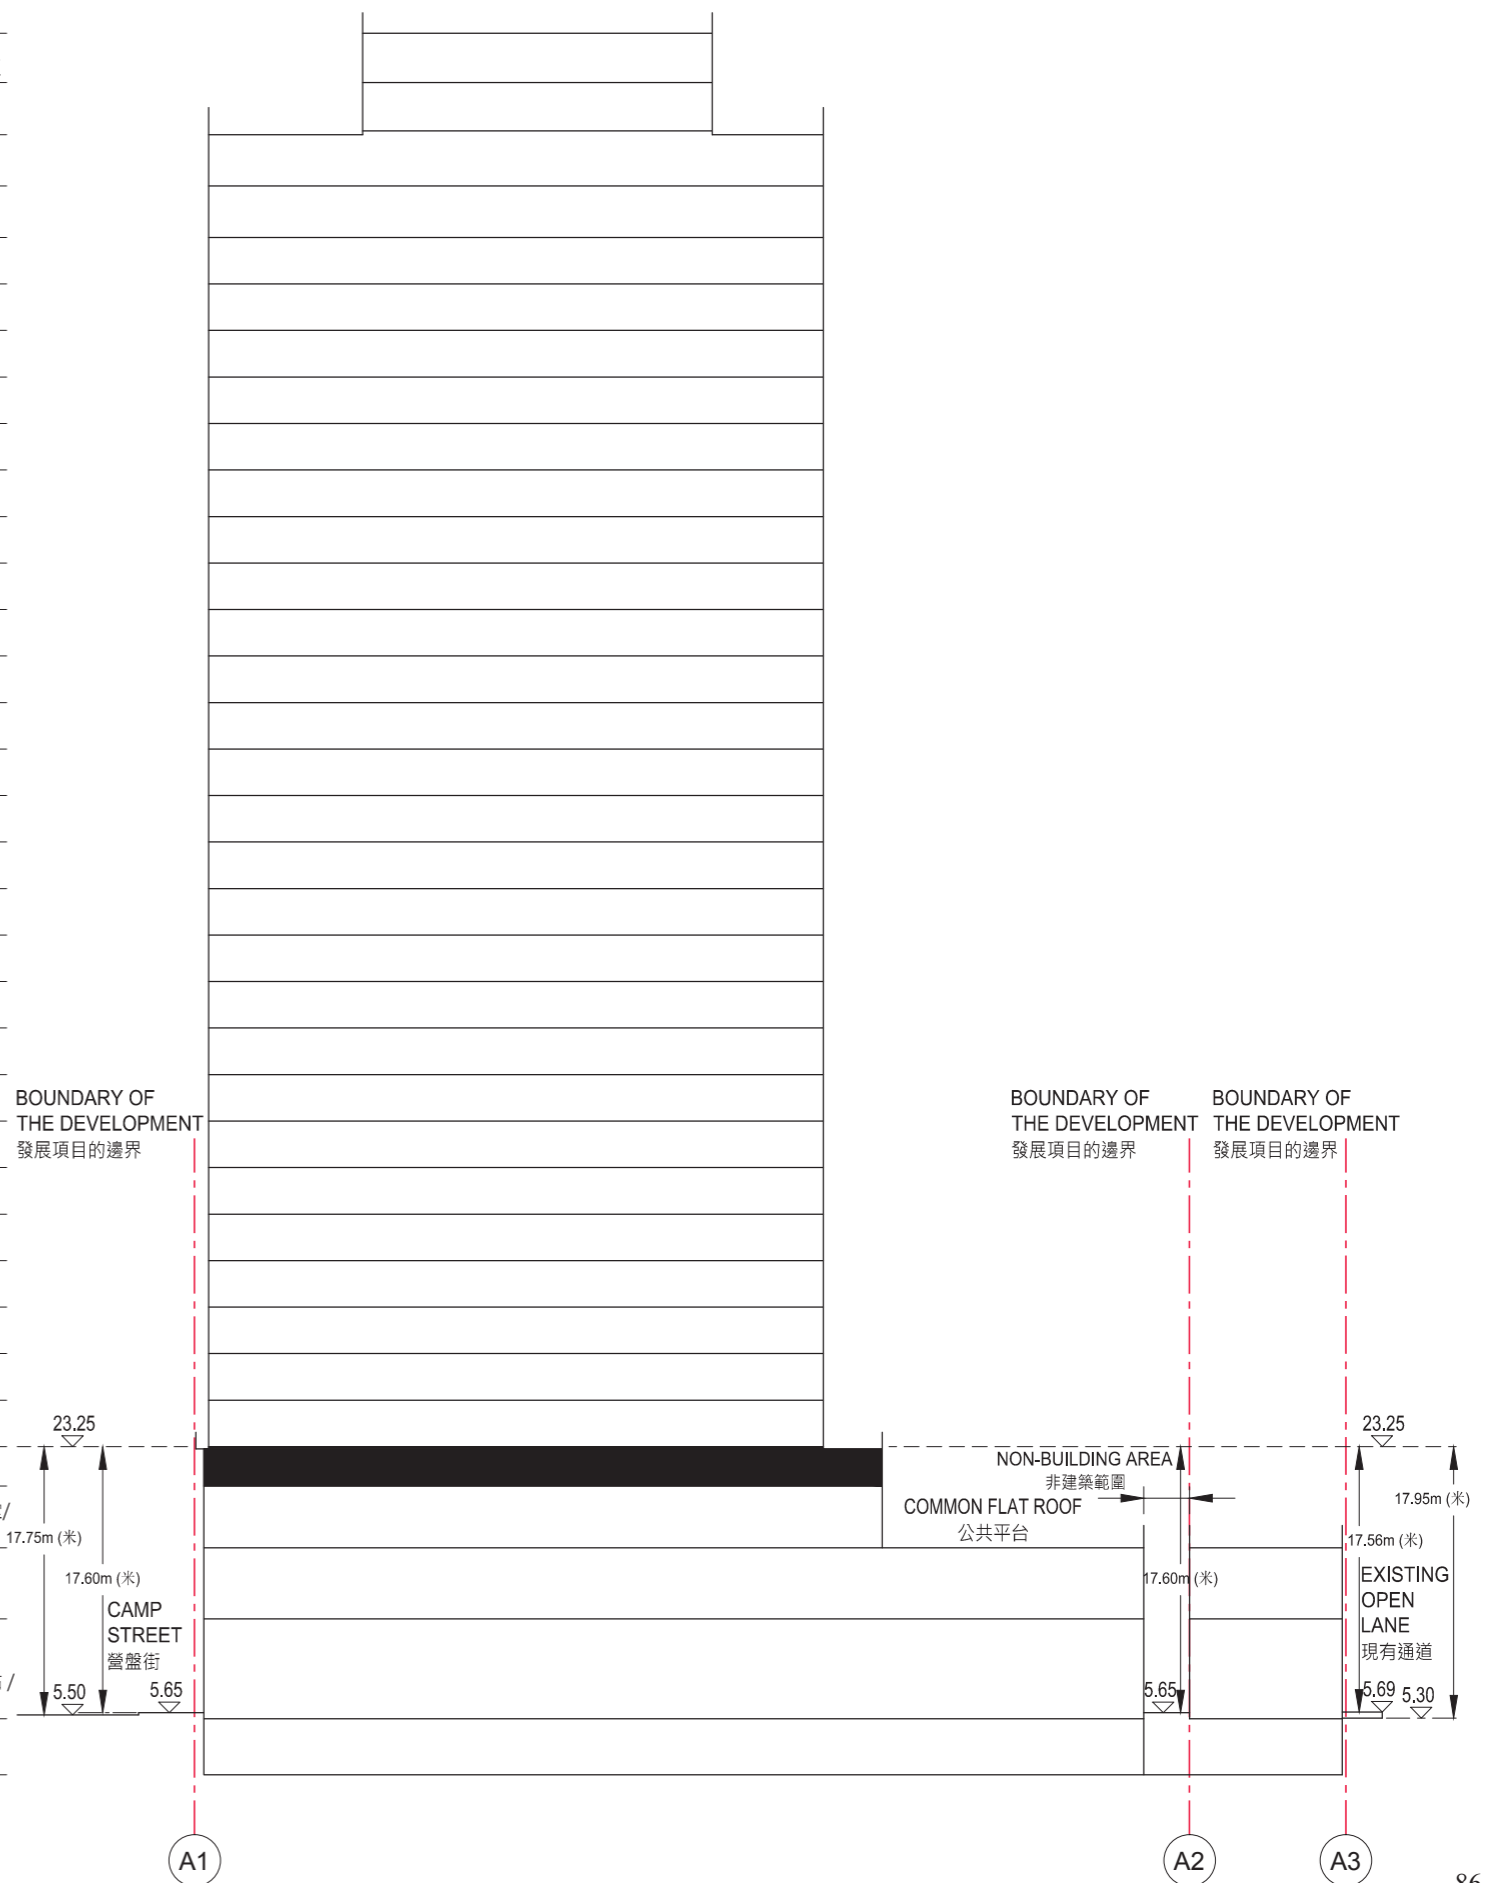 BOUNDARY OF
THE DEVELOPMENT
發展項目的邊界
BOUNDARY OF
THE DEVELOPMENT
發展項目的邊界
BOUNDARY OF
THE DEVELOPMENT
發展項目的邊界
23.25
23.25
NON-BUILDING AREA
非建築範圍
COMMON FLAT ROOF
公共平台
17.75m (米)
17.60m (米)
17.60m (米)
17.95m (米)
17.56m (米)
CAMP
STREET
營盤街
EXISTING
OPEN
LANE
現有通道
/
/
5.50
5.65
5.65
5.69
5.30
A1
A2
A3